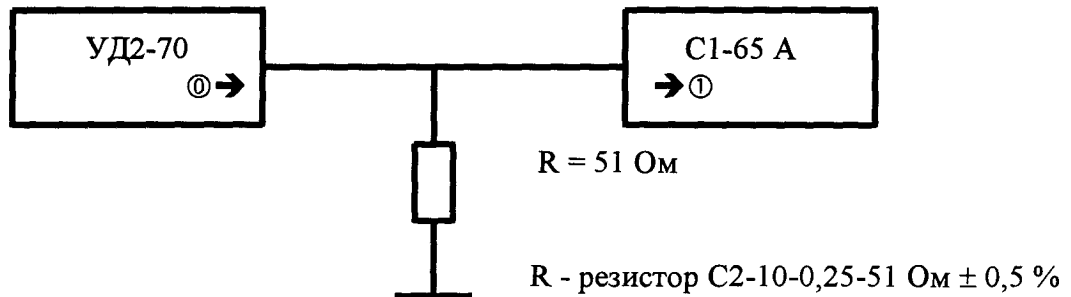 УД2-70
С1-65 А
⓪➔
➔①
R = 51 Ом
R - резистор С2-10-0,25-51 Ом ± 0,5 %